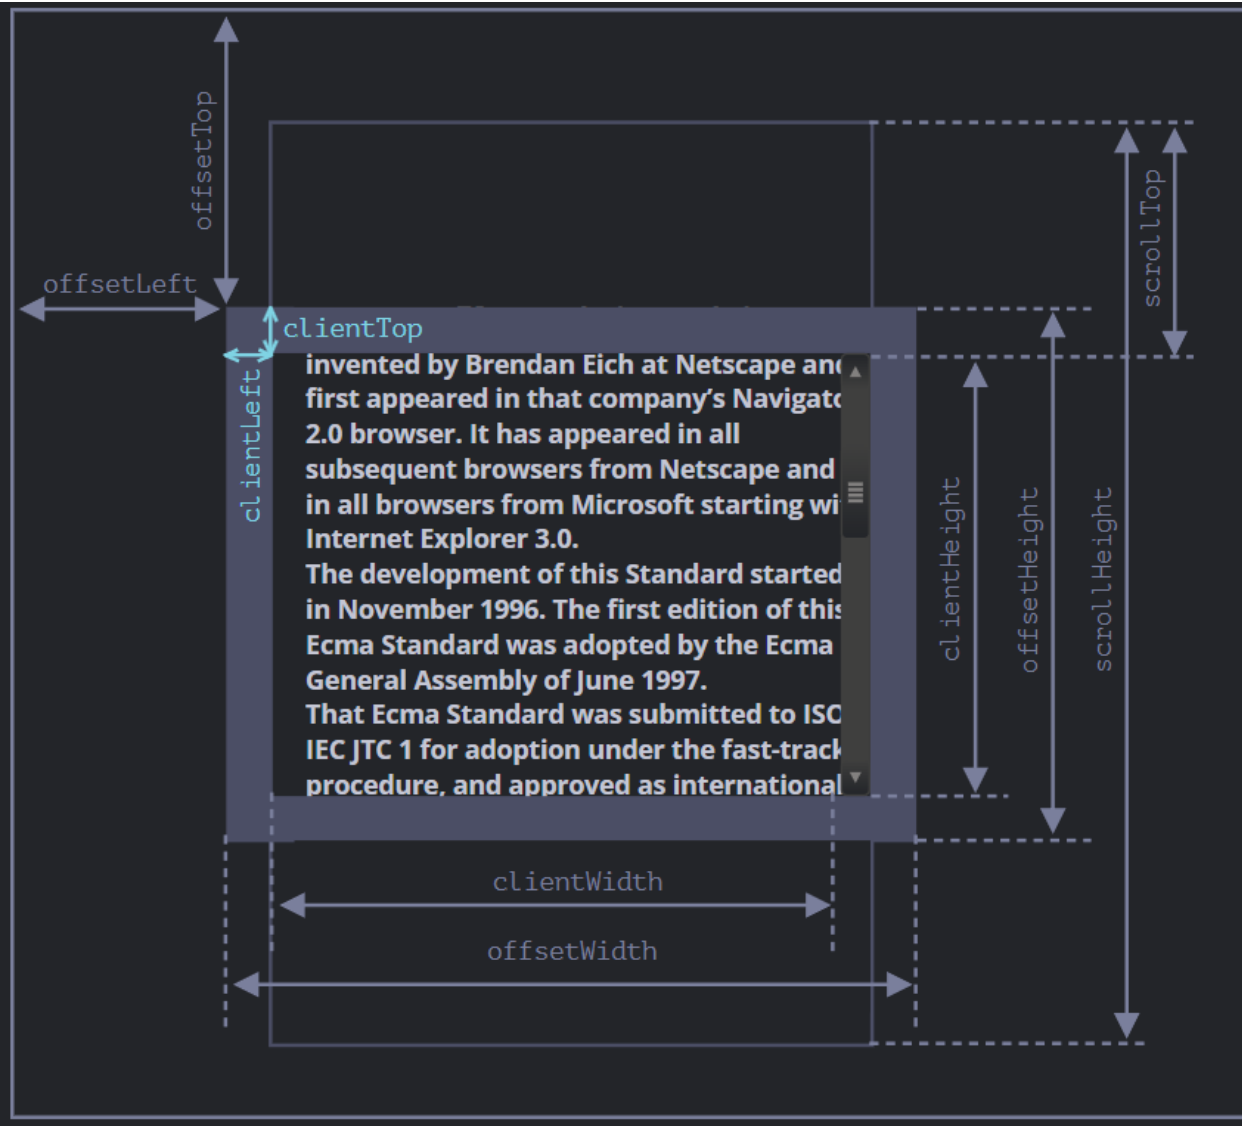 offsetTop
scrollTop
offsetLeft
clientTop
clientLeft
invented by Brendan Eich at Netscape and
first appeared in that company’s Navigato
2.0 browser. It has appeared in all
subsequent browsers from Netscape and
in all browsers from Microsoft starting wi
Internet Explorer 3.0.
The development of this Standard started
in November 1996. The first edition of this
Ecma Standard was adopted by the Ecma
General Assembly of June 1997.
That Ecma Standard was submitted to ISO
IEC JTC 1 for adoption under the fast-track
procedure, and approved as international
clientHeight
offsetHeight
scrollHeight
clientWidth
offsetWidth